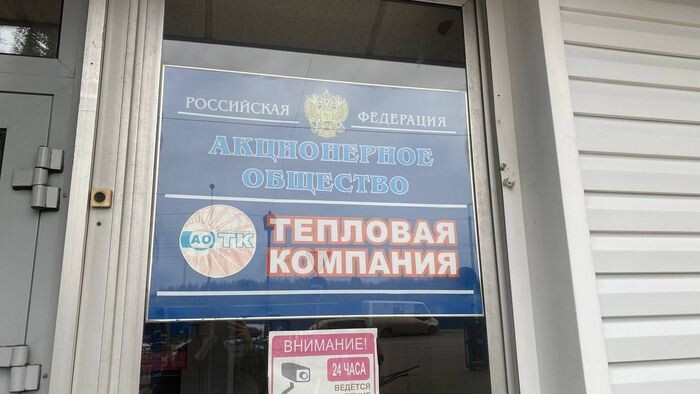 РОССИЙСКАЯ ФЕДЕРАЦИЯ
АКЦИОНЕРНОЕ
ОБЩЕСТВО
АО ТК
ТЕПЛОВАЯ
КОМПАНИЯ
ВНИМАНИЕ!
24 ЧАСА
ВЕДЁТСЯ